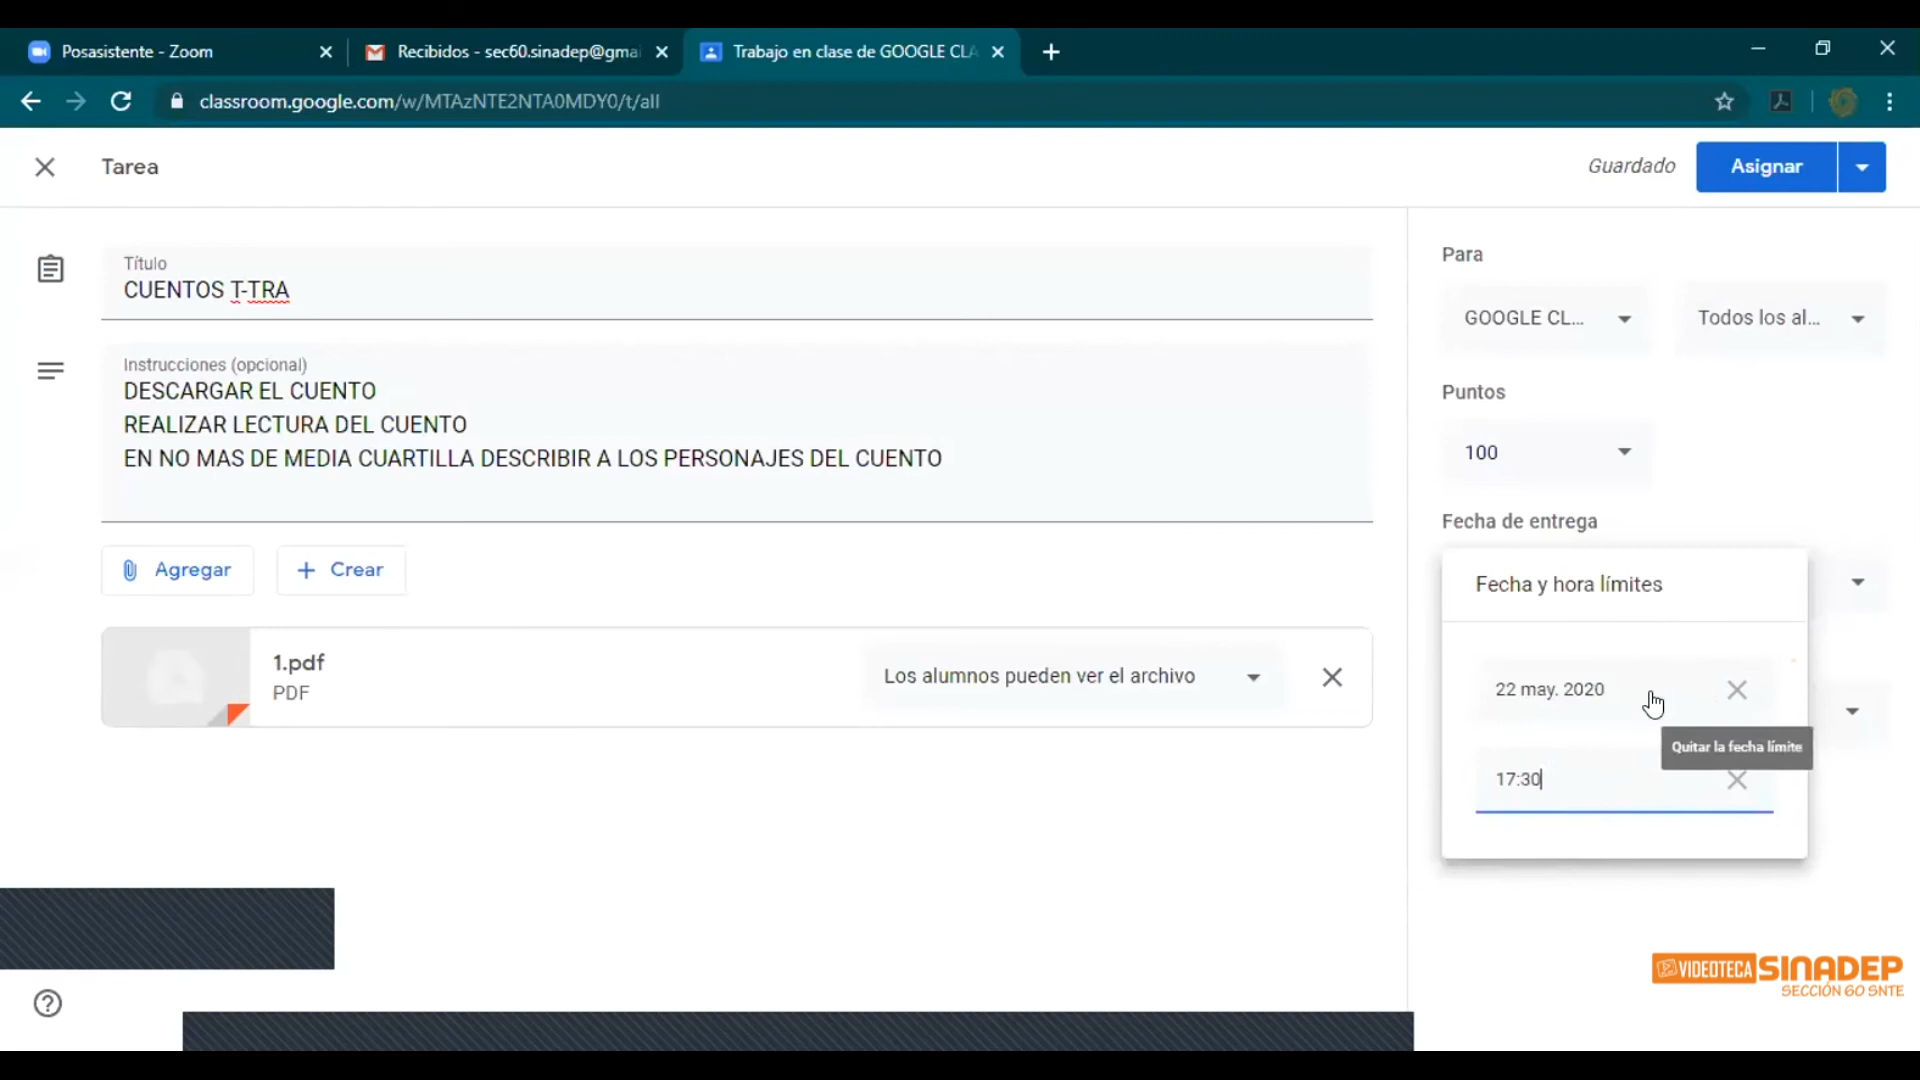 Posasistente - Zoom
Recibidos - sec60.sinadep@gmai
Trabajo en clase de GOOGLE CLA
classroom.google.com/w/MTAzNTE2NTA0MDY0/t/all
Tarea
Guardado
Asignar
Título
CUENTOS T-TRA
Instrucciones (opcional)
DESCARGAR EL CUENTO
REALIZAR LECTURA DEL CUENTO
EN NO MAS DE MEDIA CUARTILLA DESCRIBIR A LOS PERSONAJES DEL CUENTO
Agregar
Crear
1.pdf
PDF
Los alumnos pueden ver el archivo
Para
GOOGLE CL...
Todos los al...
Puntos
100
Fecha de entrega
Fecha y hora límites
22 may. 2020
Quitar la fecha límite
17:30
VIDEOTECA SINADEP
SECCIÓN 60 SNTE